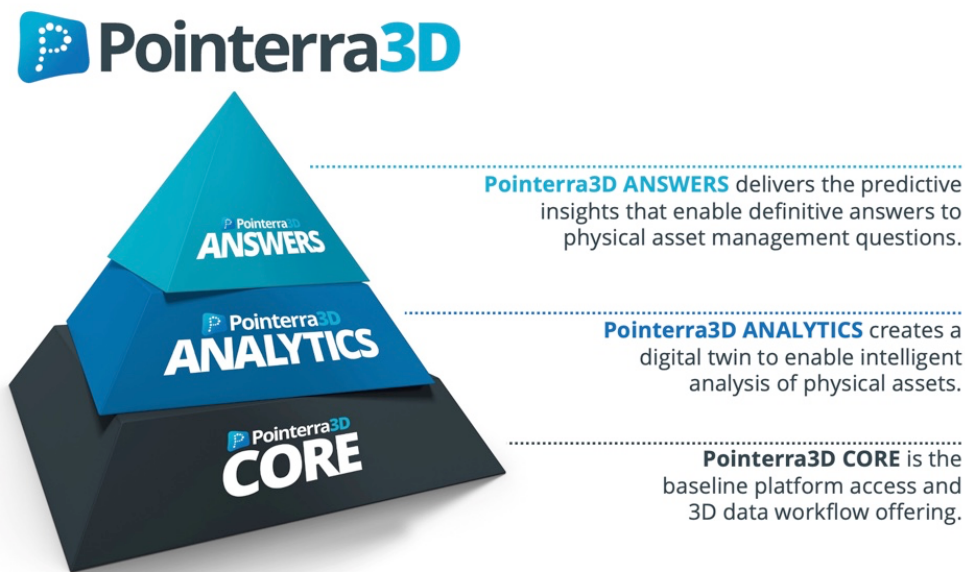 Pointerra3D
Pointerra3D ANSWERS delivers the predictive
insights that enable definitive answers to
physical asset management questions.
Pointerra3D
ANSWERS
Pointerra3D ANALYTICS creates a
digital twin to enable intelligent
analysis of physical assets.
Pointerra3D
ANALYTICS
Pointerra3D CORE is the
baseline platform access and
3D data workflow offering.
Pointerra3D
CORE